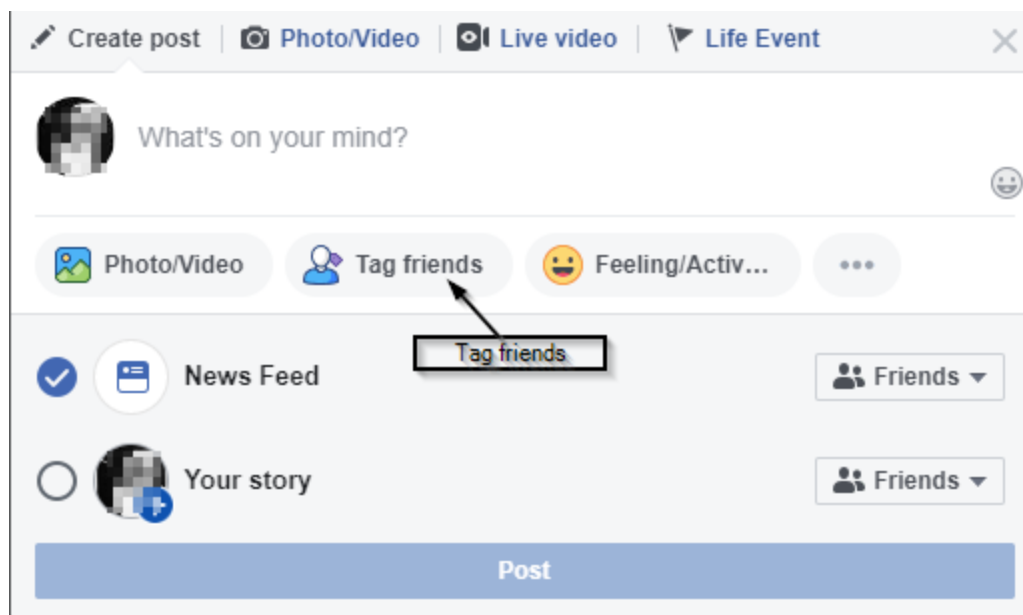 Create post Photo/Video Live video Life Event
What's on your mind?
Photo/Video Tag friends Feeling/Activ...
Tag friends
News Feed Friends
Your story Friends
Post